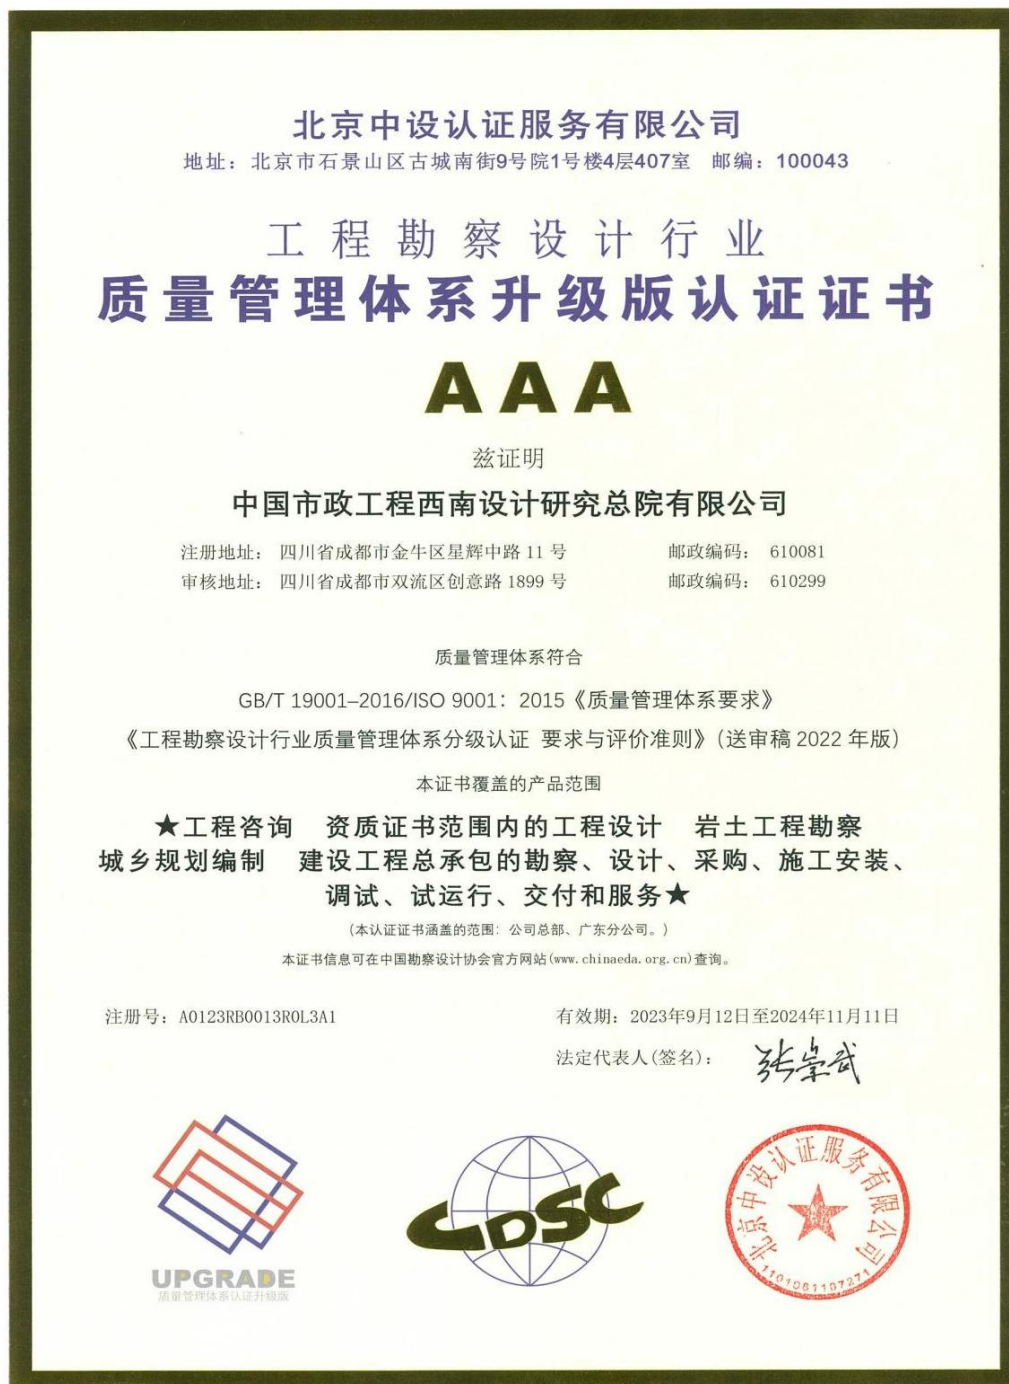 北京中设认证服务有限公司
地址：北京市石景山区古城南街9号院1号楼4层407室 邮编：100043
工程勘察设计行业
质量管理体系升级版认证证书
AAA
兹证明
中国市政工程西南设计研究总院有限公司
注册地址： 四川省成都市金牛区星辉中路 11 号 邮政编码： 610081
审核地址： 四川省成都市双流区创意路 1899 号 邮政编码： 610299
质量管理体系符合
GB/T 19001–2016/ISO 9001：2015《质量管理体系要求》
《工程勘察设计行业质量管理体系分级认证 要求与评价准则》（送审稿 2022 年版）
本证书覆盖的产品范围
★工程咨询 资质证书范围内的工程设计 岩土工程勘察
城乡规划编制 建设工程总承包的勘察、设计、采购、施工安装、
调试、试运行、交付和服务★
(本认证证书涵盖的范围：公司总部、广东分公司。)
本证书信息可在中国勘察设计协会官方网站(www.chinaeda.org.cn)查询。
注册号：A0123RB0013R0L3A1 有效期：2023年9月12日至2024年11月11日
法定代表人(签名)： 张崇武
UPGRADE
质量管理体系认证升级版
CDSC
北京中设认证服务有限公司